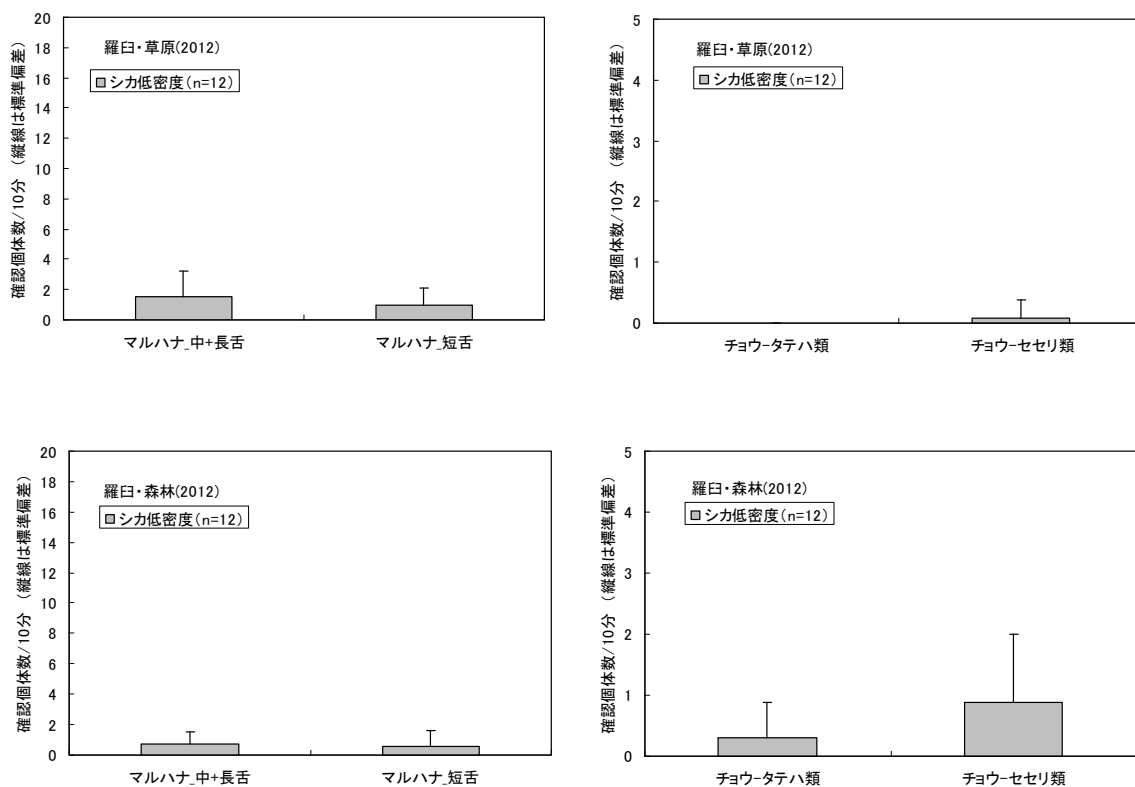 確認個体数/10分 (縦線は標準偏差)
20
18
16
14
12
10
8
6
4
2
0
羅臼・草原(2012)
シカ低密度(n=12)
マルハナ_中+長舌
マルハナ_短舌
確認個体数/10分 (縦線は標準偏差)
5
4
3
2
1
0
羅臼・草原(2012)
シカ低密度(n=12)
チョウ-タテハ類
チョウ-セセリ類
確認個体数/10分 (縦線は標準偏差)
20
18
16
14
12
10
8
6
4
2
0
羅臼・森林(2012)
シカ低密度(n=12)
マルハナ_中+長舌
マルハナ_短舌
確認個体数/10分 (縦線は標準偏差)
5
4
3
2
1
0
羅臼・森林(2012)
シカ低密度(n=12)
チョウ-タテハ類
チョウ-セセリ類